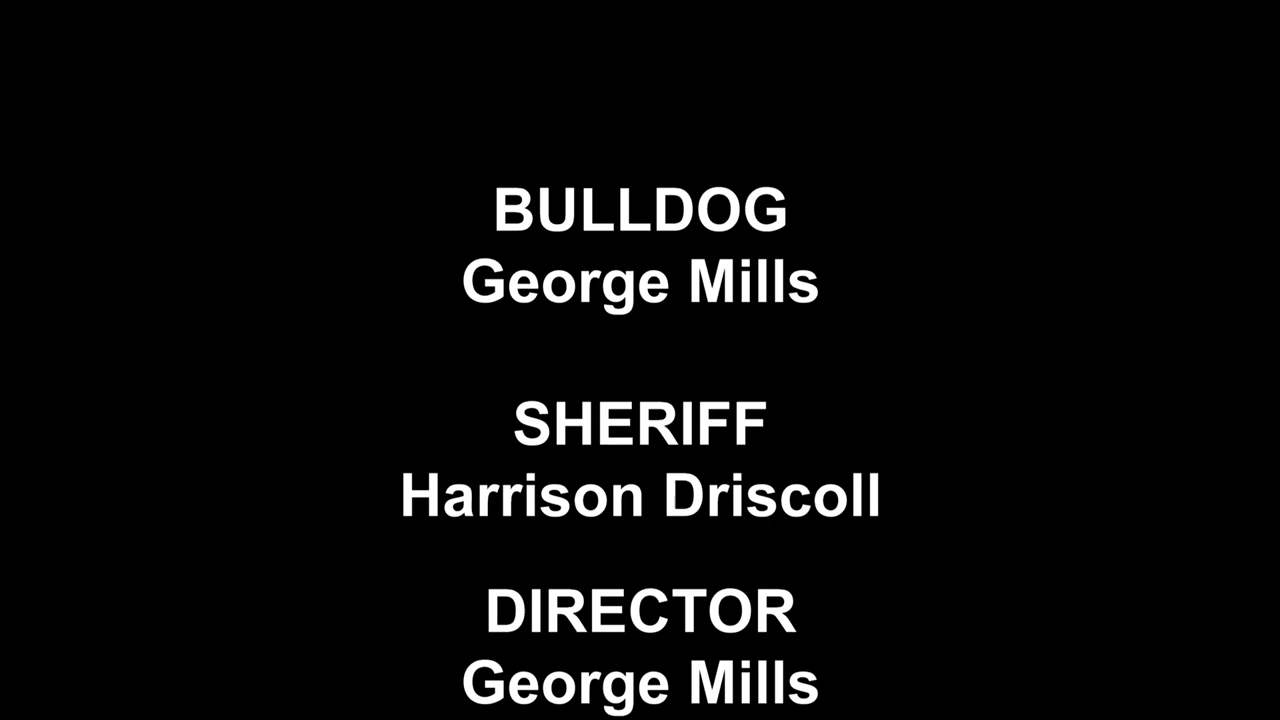 BULLDOG
George Mills
SHERIFF
Harrison Driscoll
DIRECTOR
George Mills